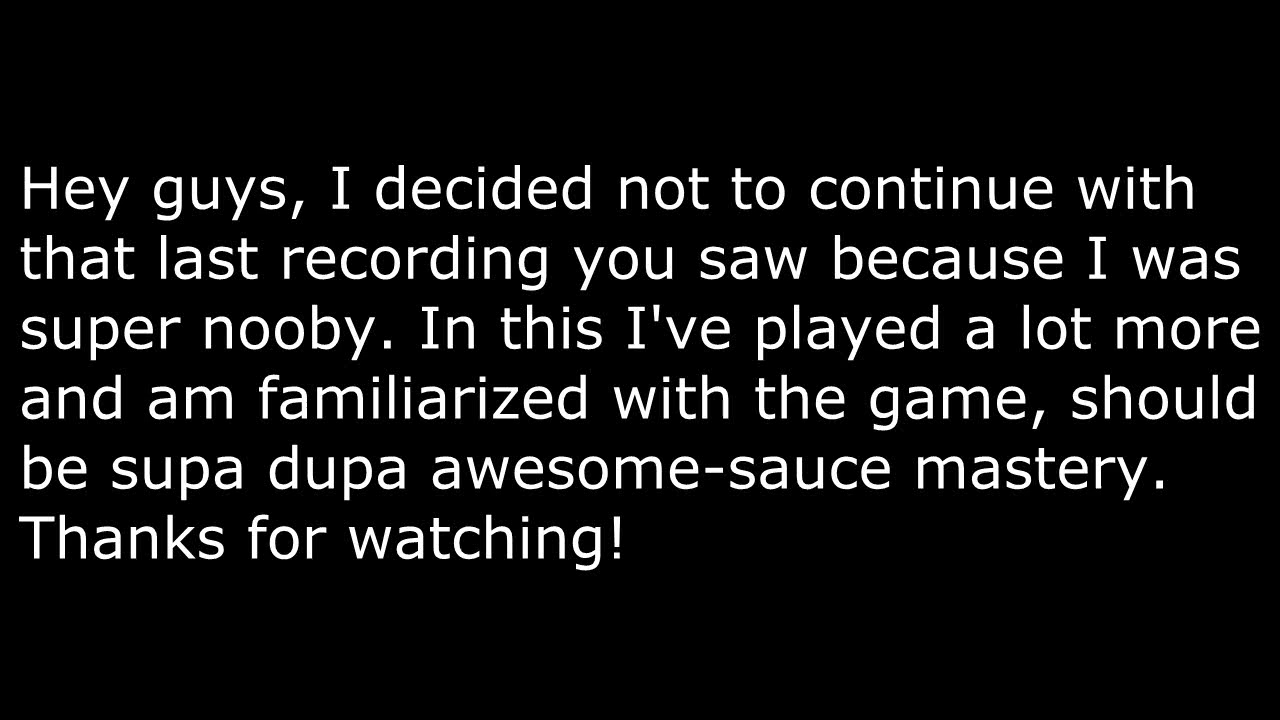 Hey guys, I decided not to continue with
that last recording you saw because I was
super nooby. In this I've played a lot more
and am familiarized with the game, should
be supa dupa awesome-sauce mastery.
Thanks for watching!